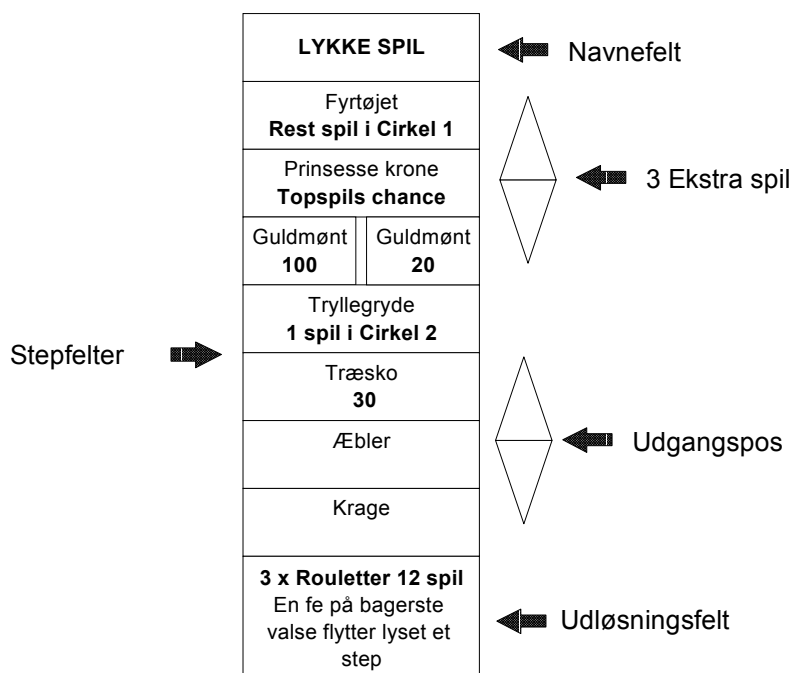 LYKKE SPIL
Navnefelt
Fyrtøjet
Rest spil i Cirkel 1
Prinsesse krone
Topspils chance
3 Ekstra spil
Guldmønt
100
Guldmønt
20
Tryllegryde
1 spil i Cirkel 2
Stepfelter
Træsko
30
Æbler
Udgangspos
Krage
3 x Rouletter 12 spil
En fe på bagerste
valse flytter lyset et
step
Udløsningsfelt